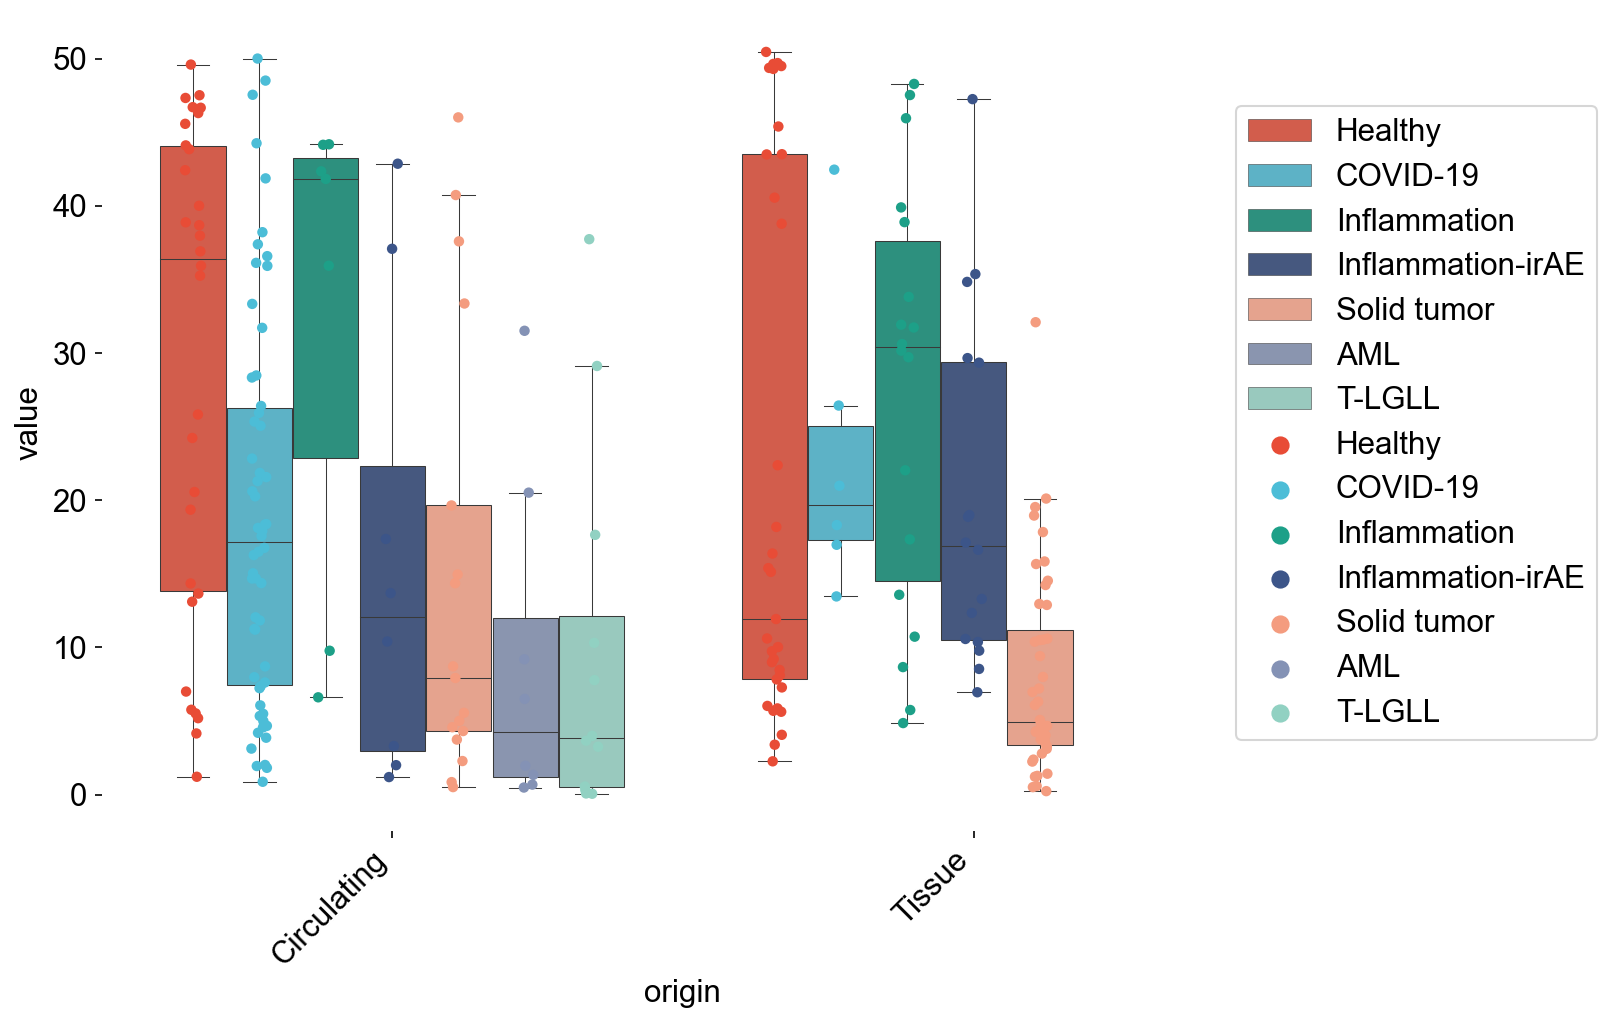 50
40
30
20
10
0
value
Circulating
Tissue
origin
Healthy
COVID-19
Inflammation
Inflammation-irAE
Solid tumor
AML
T-LGLL
Healthy
COVID-19
Inflammation
Inflammation-irAE
Solid tumor
AML
T-LGLL